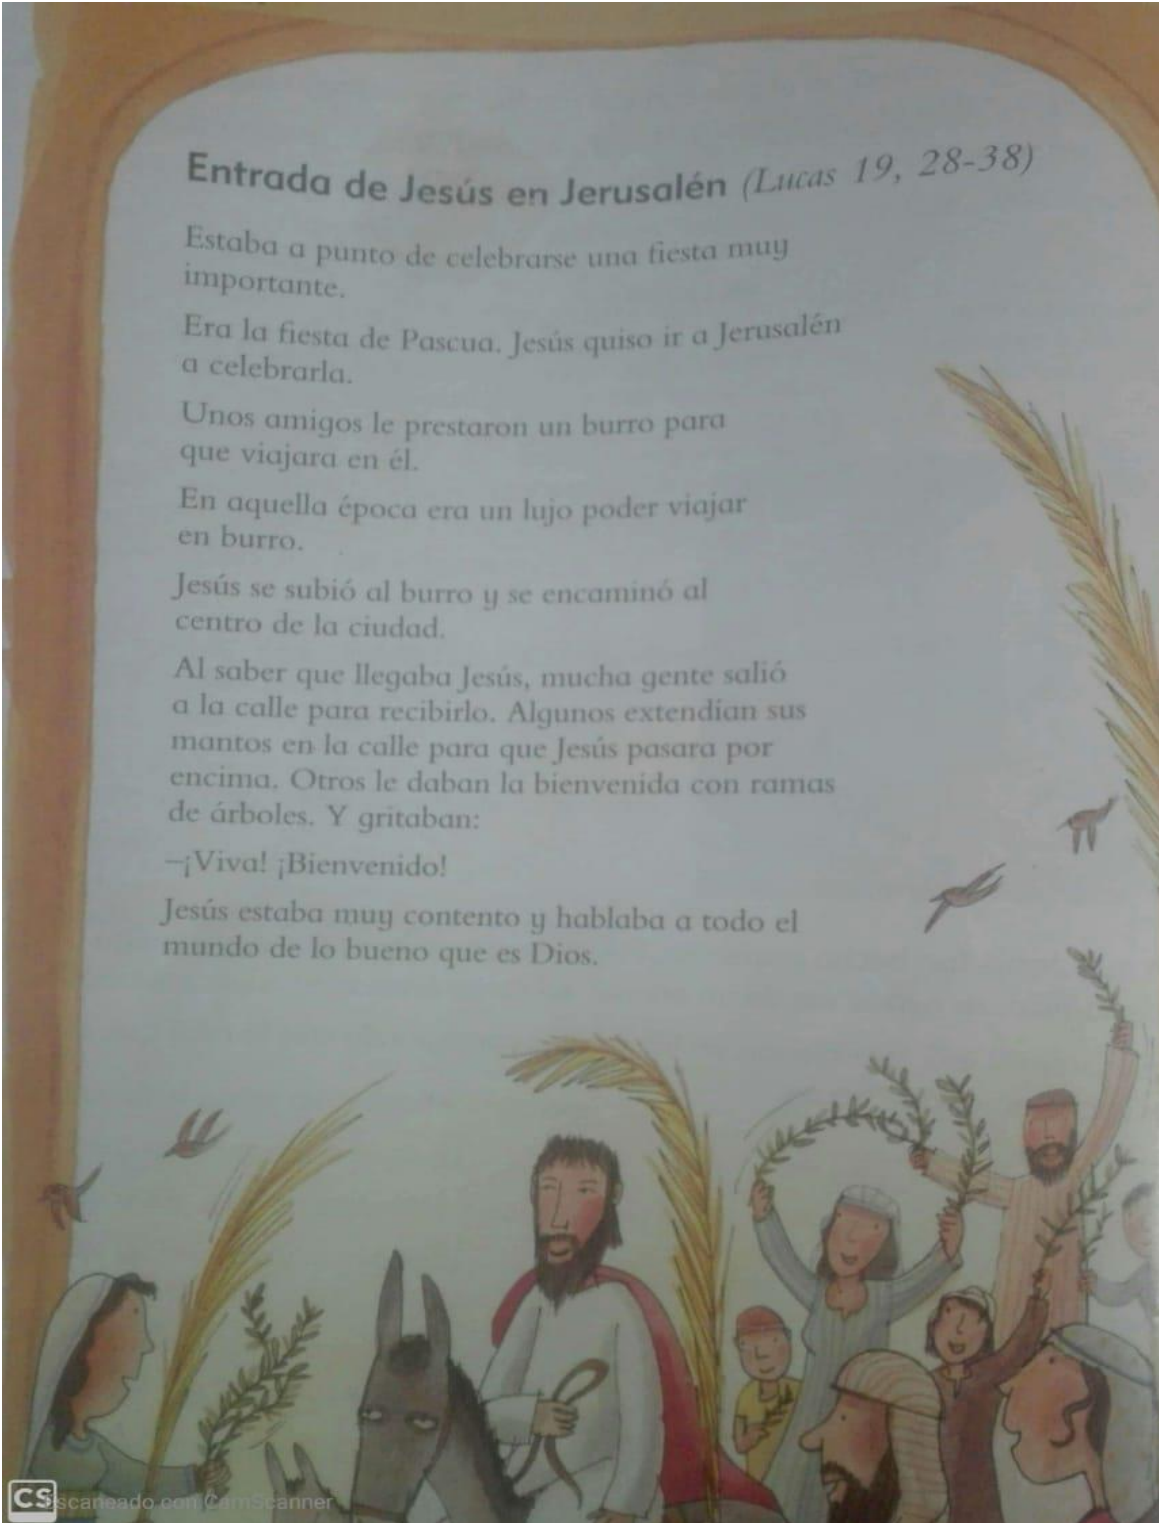 Entrada de Jesús en Jerusalén (Lucas 19, 28-38)
Estaba a punto de celebrarse una fiesta muy
importante.
Era la fiesta de Pascua. Jesús quiso ir a Jerusalén
a celebrarla.
Unos amigos le prestaron un burro para
que viajara en él.
En aquella época era un lujo poder viajar
en burro.
Jesús se subió al burro y se encaminó al
centro de la ciudad.
Al saber que llegaba Jesús, mucha gente salió
a la calle para recibirlo. Algunos extendían sus
mantos en la calle para que Jesús pasara por
encima. Otros le daban la bienvenida con ramas
de árboles. Y gritaban:
–¡Viva! ¡Bienvenido!
Jesús estaba muy contento y hablaba a todo el
mundo de lo bueno que es Dios.
CS Escaneado con CamScanner